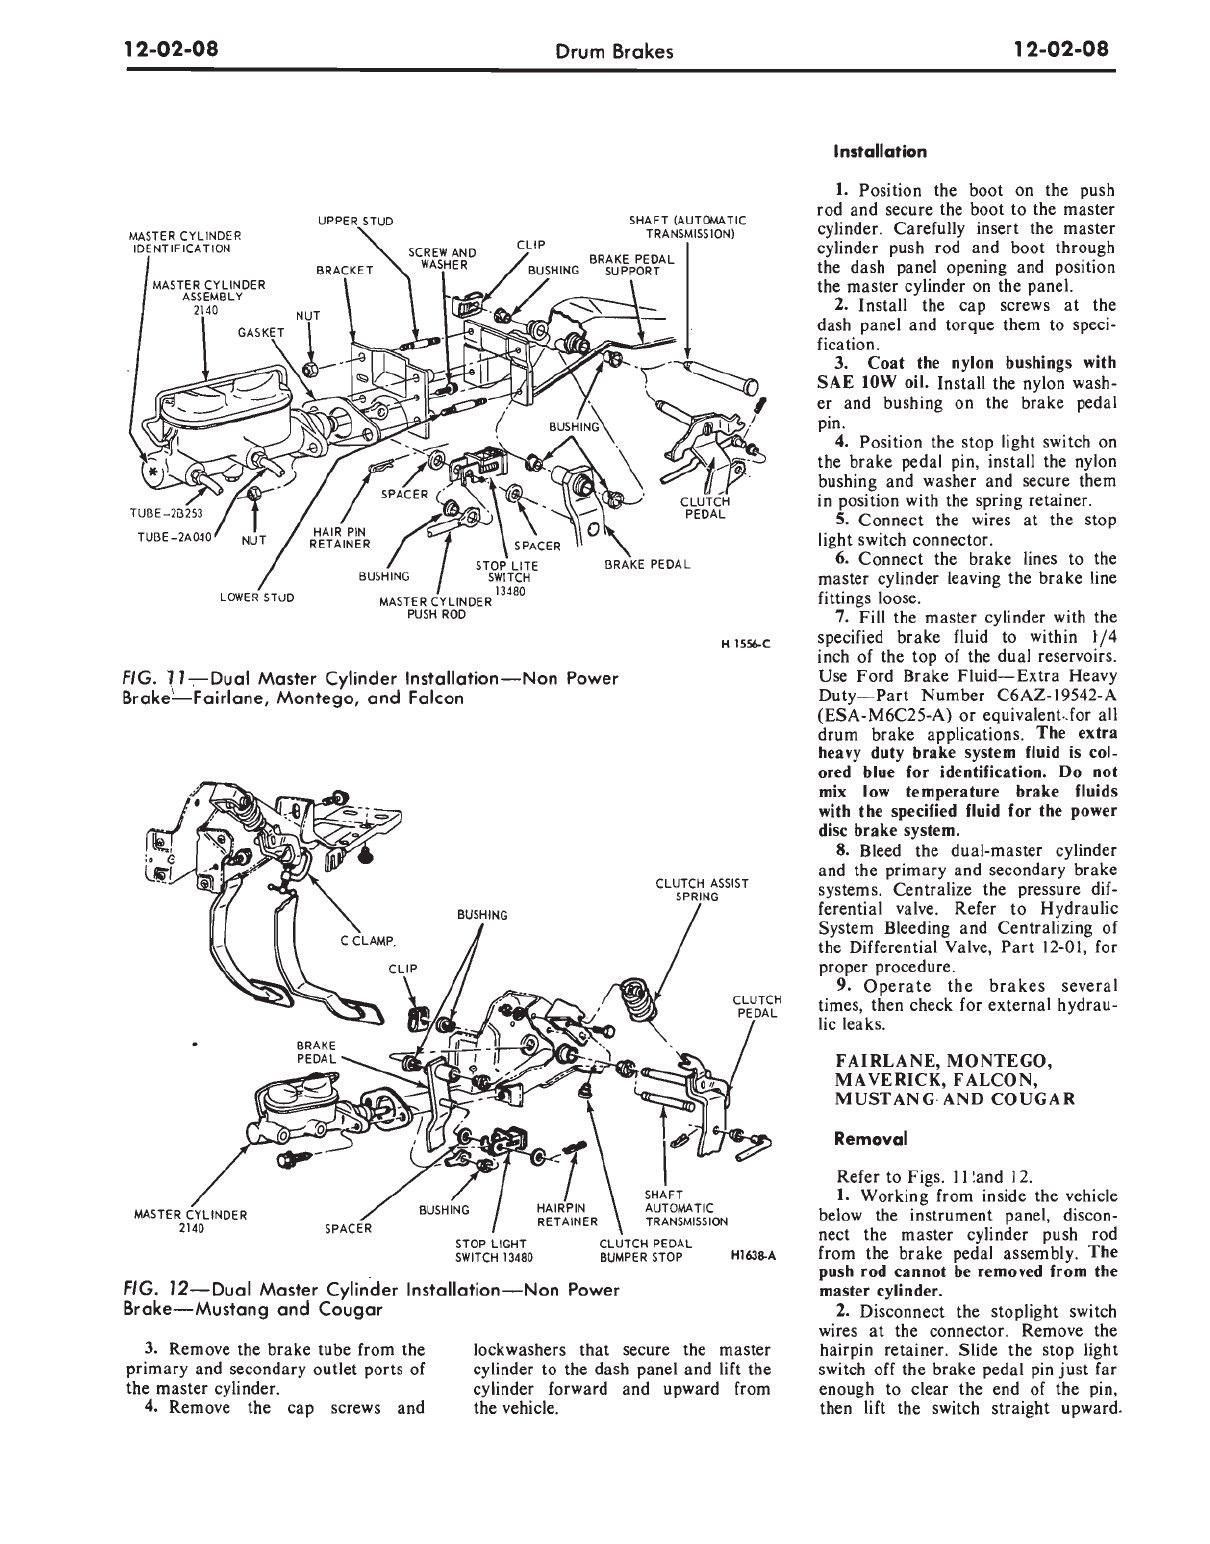 12-02-08
Drum Brakes
12-02-08
MASTER CYLINDER
IDENTIFICATION
UPPER STUD
SHAFT (AUTOMATIC
TRANSMISSION)
SCREW AND
WASHER
CLIP
BRACKET
BUSHING
BRAKE PEDAL
SUPPORT
MASTER CYLINDER
ASSEMBLY
2140
NUT
GASKET
BUSHING
SPACER
CLUTCH
PEDAL
TUBE-2B253
TUBE-2A040
NUT
HAIR PIN
RETAINER
SPACER
BUSHING
STOP LITE
SWITCH
13480
BRAKE PEDAL
LOWER STUD
MASTER CYLINDER
PUSH ROD
H 1556-C
FIG. 11—Dual Master Cylinder Installation—Non Power
Brake—Fairlane, Montego, and Falcon
CLUTCH ASSIST
SPRING
BUSHING
C CLAMP.
CLIP
CLUTCH
PEDAL
BRAKE
PEDAL
MASTER CYLINDER
2140
SPACER
BUSHING
HAIRPIN
RETAINER
SHAFT
AUTOMATIC
TRANSMISSION
STOP LIGHT
SWITCH 13480
CLUTCH PEDAL
BUMPER STOP
H1638-A
FIG. 12—Dual Master Cylinder Installation—Non Power
Brake—Mustang and Cougar
3. Remove the brake tube from the
primary and secondary outlet ports of
the master cylinder.
4. Remove the cap screws and
lockwashers that secure the master
cylinder to the dash panel and lift the
cylinder forward and upward from
the vehicle.
Installation
1. Position the boot on the push
rod and secure the boot to the master
cylinder. Carefully insert the master
cylinder push rod and boot through
the dash panel opening and position
the master cylinder on the panel.
2. Install the cap screws at the
dash panel and torque them to speci-
fication.
3. Coat the nylon bushings with
SAE 10W oil. Install the nylon wash-
er and bushing on the brake pedal
pin.
4. Position the stop light switch on
the brake pedal pin, install the nylon
bushing and washer and secure them
in position with the spring retainer.
5. Connect the wires at the stop
light switch connector.
6. Connect the brake lines to the
master cylinder leaving the brake line
fittings loose.
7. Fill the master cylinder with the
specified brake fluid to within 1/4
inch of the top of the dual reservoirs.
Use Ford Brake Fluid—Extra Heavy
Duty—Part Number C6AZ-19542-A
(ESA-M6C25-A) or equivalent for all
drum brake applications. The extra
heavy duty brake system fluid is col-
ored blue for identification. Do not
mix low temperature brake fluids
with the specified fluid for the power
disc brake system.
8. Bleed the dual-master cylinder
and the primary and secondary brake
systems. Centralize the pressure dif-
ferential valve. Refer to Hydraulic
System Bleeding and Centralizing of
the Differential Valve, Part 12-01, for
proper procedure.
9. Operate the brakes several
times, then check for external hydrau-
lic leaks.
FAIRLANE, MONTEGO,
MAVERICK, FALCON,
MUSTANG AND COUGAR
Removal
Refer to Figs. 11 and 12.
1. Working from inside the vehicle
below the instrument panel, discon-
nect the master cylinder push rod
from the brake pedal assembly. The
push rod cannot be removed from the
master cylinder.
2. Disconnect the stoplight switch
wires at the connector. Remove the
hairpin retainer. Slide the stop light
switch off the brake pedal pin just far
enough to clear the end of the pin,
then lift the switch straight upward.